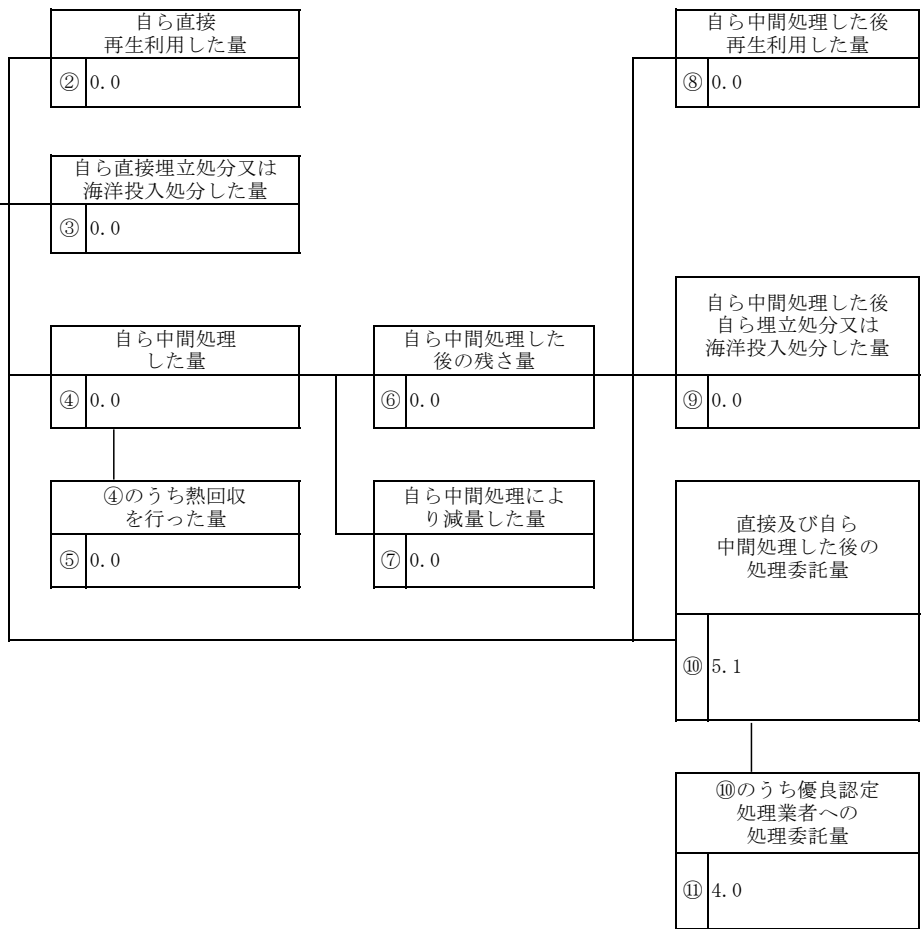 自ら直接
再生利用した量
② 0.0
自ら中間処理した後
再生利用した量
⑧ 0.0
自ら直接埋立処分又は
海洋投入処分した量
③ 0.0
自ら中間処理
した量
④ 0.0
自ら中間処理した
後の残さ量
⑥ 0.0
自ら中間処理した後
自ら埋立処分又は
海洋投入処分した量
⑨ 0.0
④のうち熱回収
を行った量
⑤ 0.0
自ら中間処理によ
り減量した量
⑦ 0.0
直接及び自ら
中間処理した後の
処理委託量
⑩ 5.1
⑩のうち優良認定
処理業者への
処理委託量
⑪ 4.0